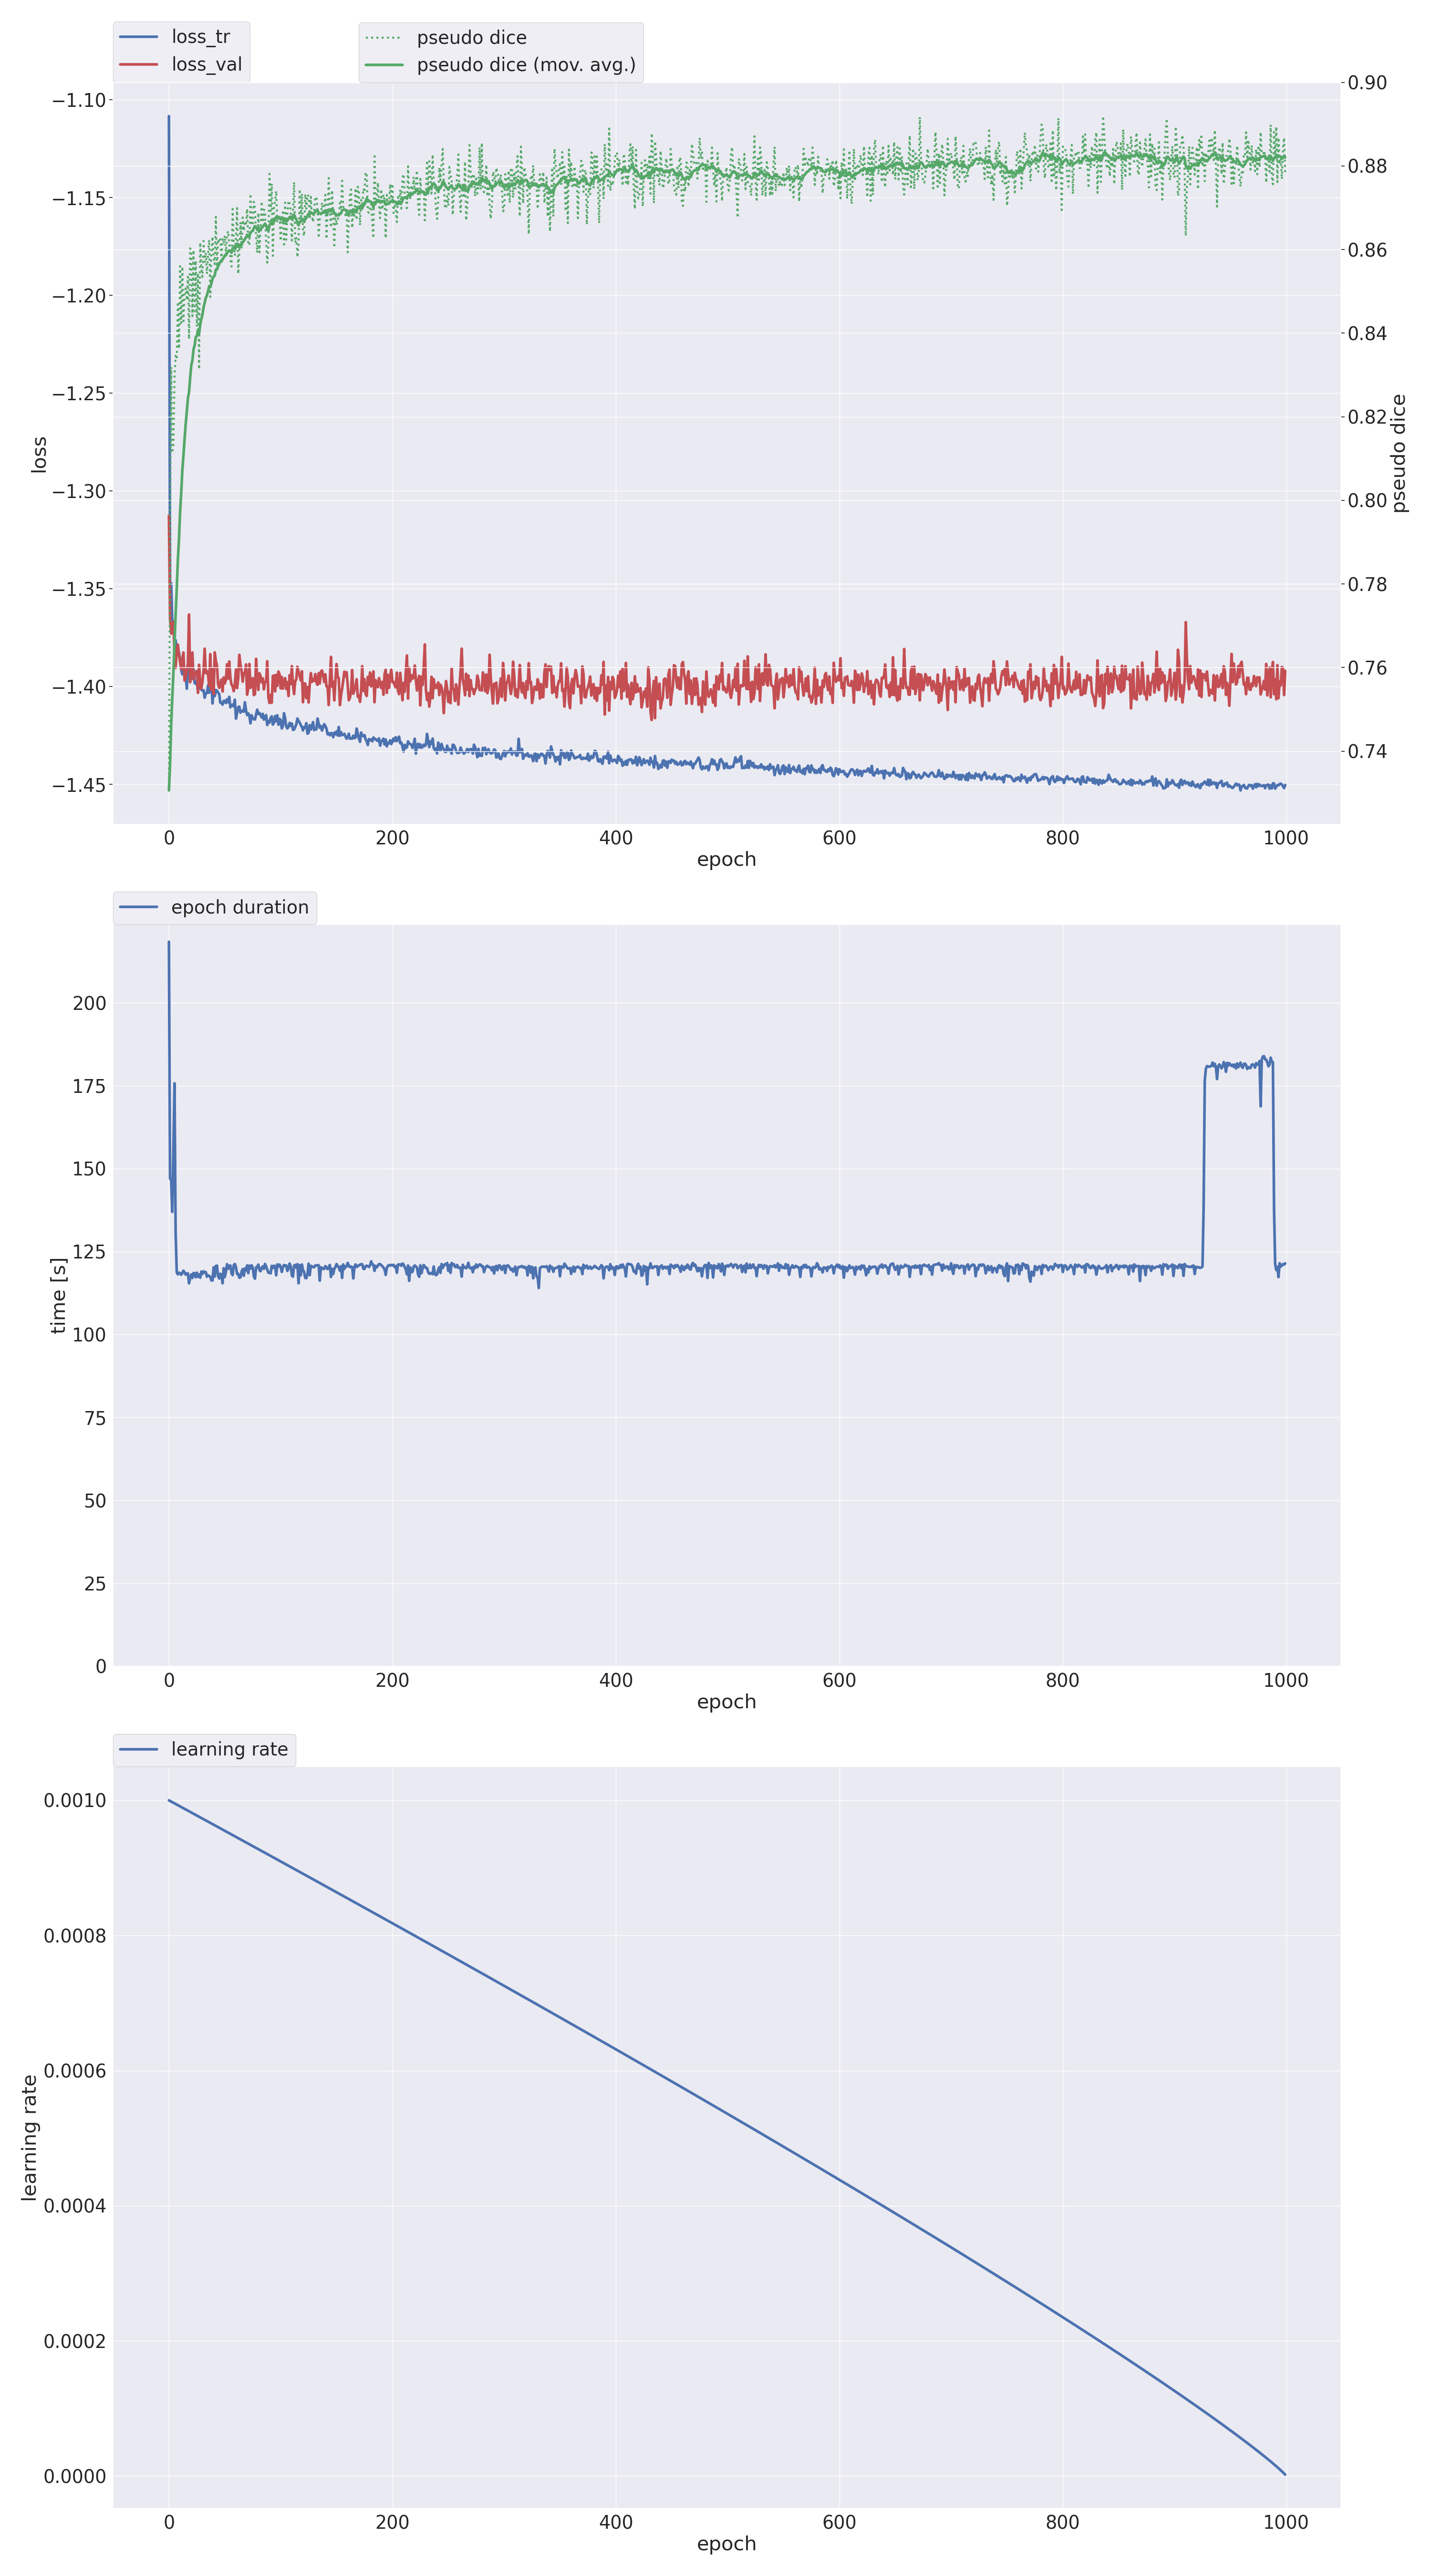 loss_tr
loss_val
pseudo dice
pseudo dice (mov. avg.)
−1.10
−1.15
−1.20
−1.25
−1.30
−1.35
−1.40
−1.45
loss
0.90
0.88
0.86
0.84
0.82
0.80
0.78
0.76
0.74
pseudo dice
0 200 400 600 800 1000
epoch
epoch duration
200
175
150
125
100
75
50
25
0
time [s]
0 200 400 600 800 1000
epoch
learning rate
0.0010
0.0008
0.0006
0.0004
0.0002
0.0000
learning rate
0 200 400 600 800 1000
epoch